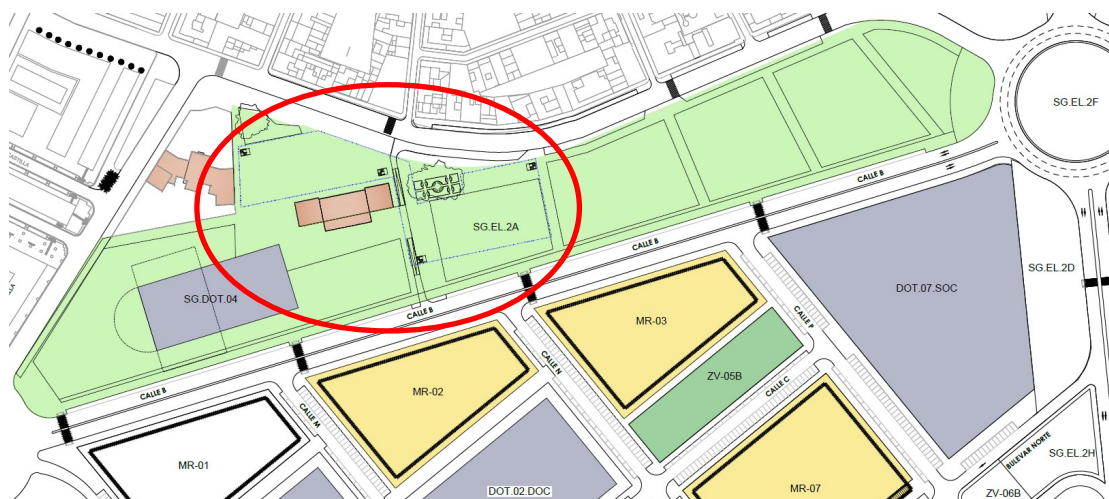 SG.EL.2F
CASTILLA
CALLE B
SG.EL.2A
CALLE B
SG.EL.2D
DOT.07.SOC
SG.DOT.04
CALLE B
MR-03
CALLE P
ZV-05B
CALLE N
CALLE C
MR-02
CALLE B
CALLE M
MR-01
BULEVAR NORTE
SG.EL.2H
MR-07
DOT.02.DOC
ZV-06B